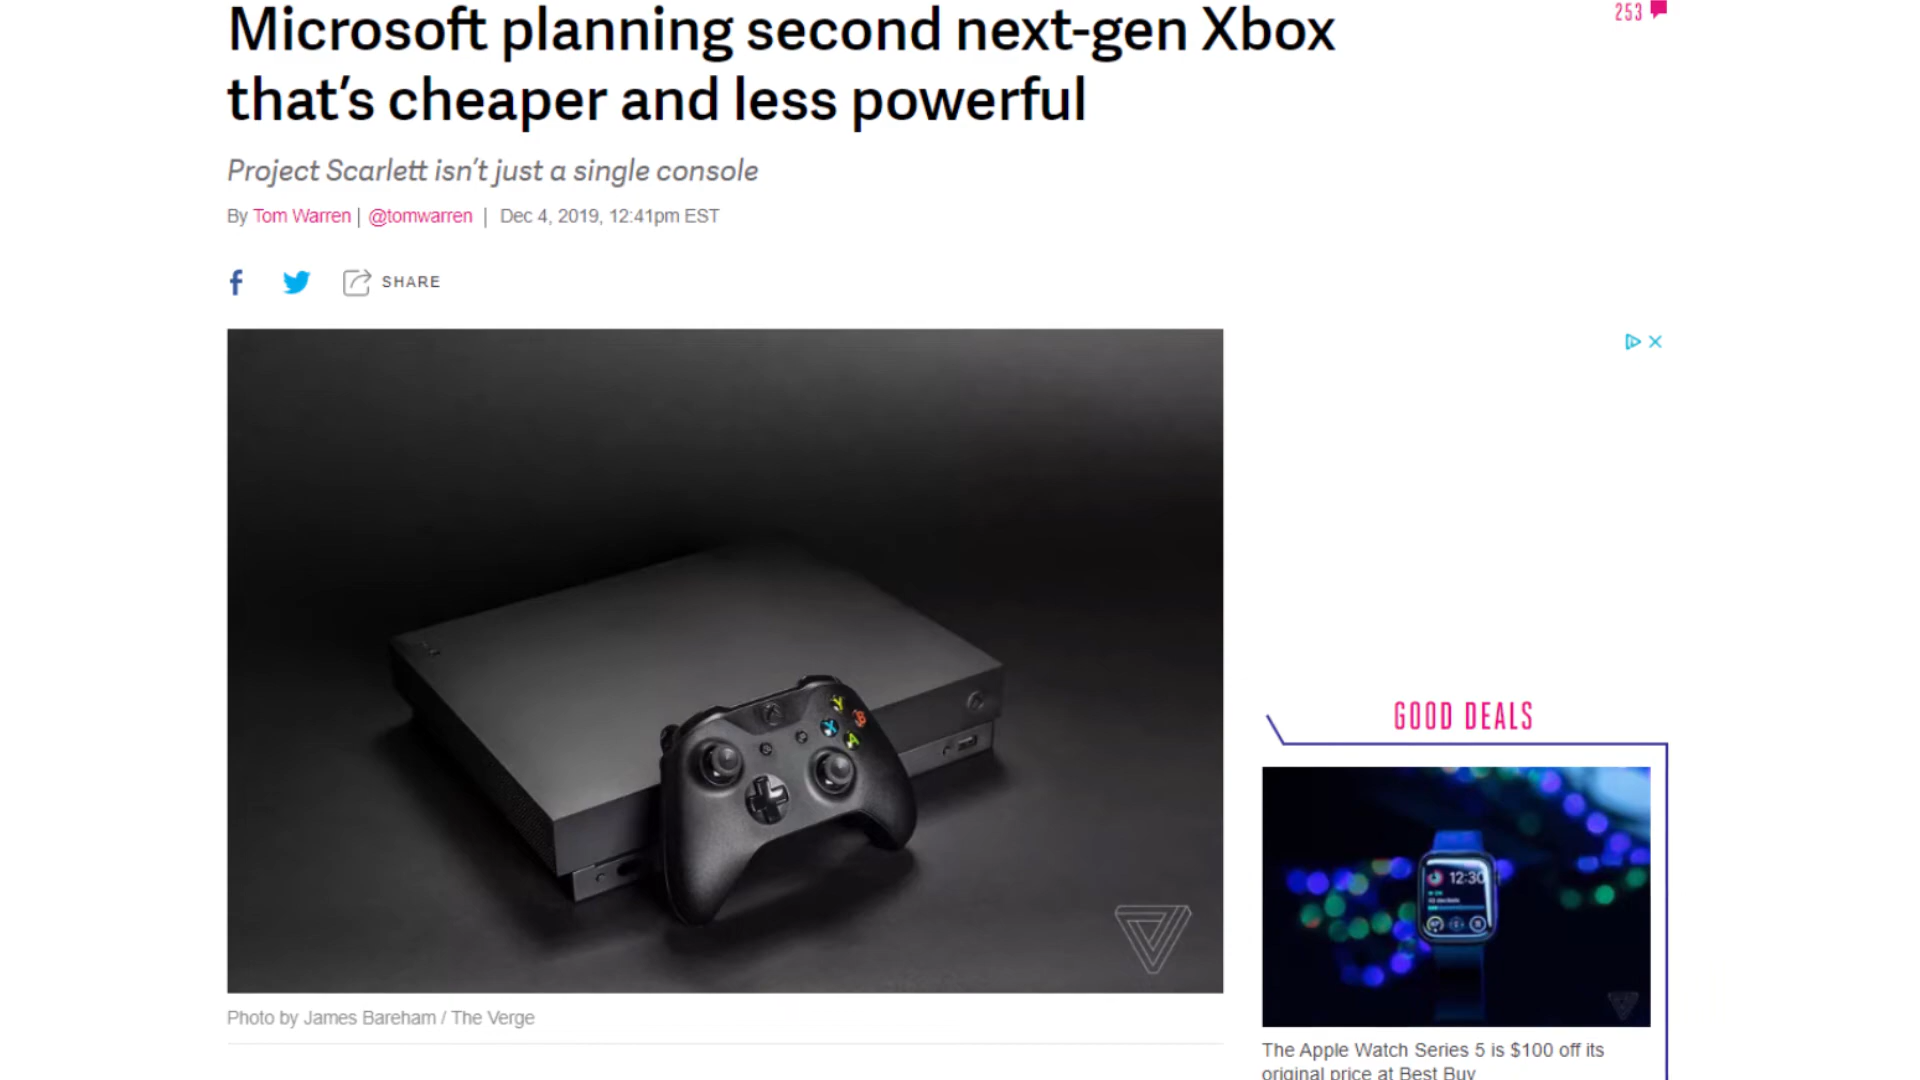 Microsoft planning second next-gen Xbox
that's cheaper and less powerful
253
Project Scarlett isn't just a single console
By Tom Warren | @tomwarren | Dec 4, 2019, 12:41pm EST
f
SHARE
Y
B
X
A
GOOD DEALS
12:30
Photo by James Bareham / The Verge
The Apple Watch Series 5 is $100 off its
original price at Best Buy